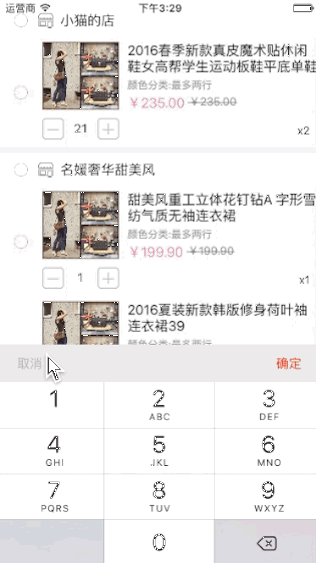 运营商 下午3:29
小猫的店
2016春季新款真皮魔术贴休闲
鞋女高帮学生运动板鞋平底单鞋
颜色分类:最多两行
￥235.00 ￥235.00
21
x2
名媛奢华甜美风
甜美风重工立体花钉钻A 字形雪
纺气质无袖连衣裙
颜色分类:最多两行
￥199.90 ￥199.90
1
x1
2016夏装新款韩版修身荷叶袖
连衣裙39
颜色分类:最多两行
取消 确定
1 2 3
ABC DEF
4 5 6
GHI JKL MNO
7 8 9
PQRS TUV WXYZ
0